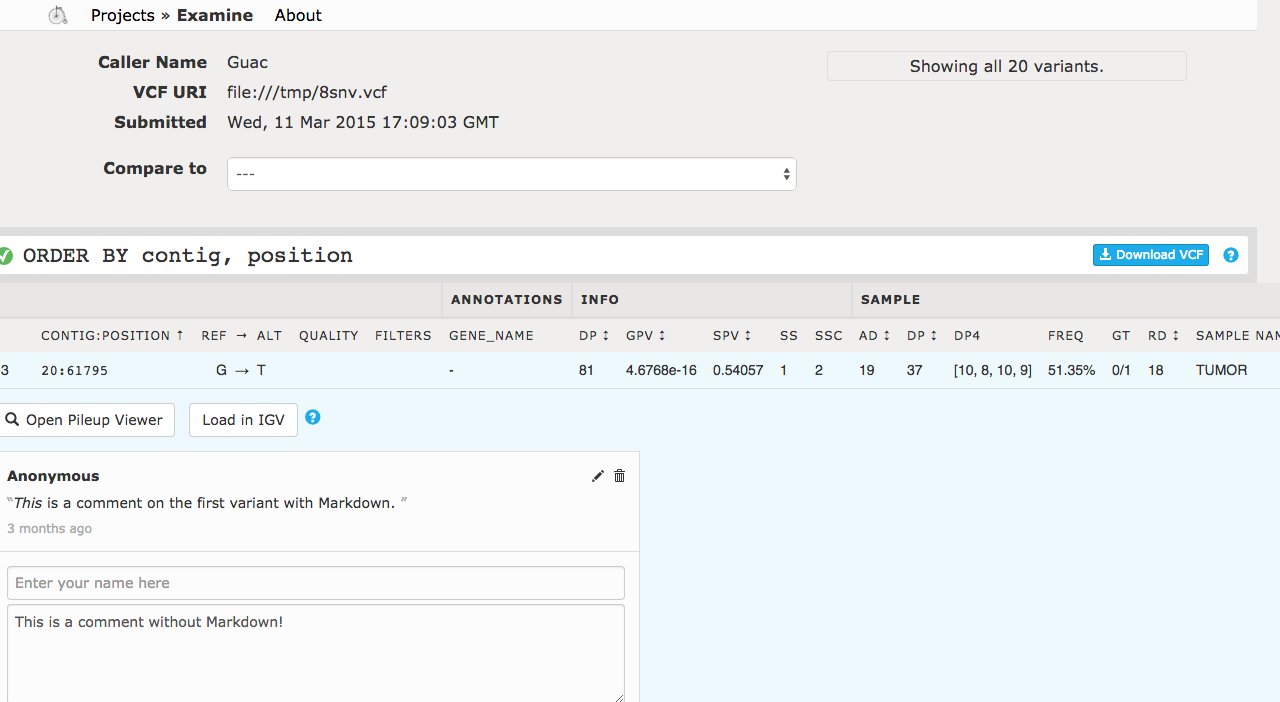 Projects » Examine About
Caller Name Guac
Showing all 20 variants.
VCF URI file:///tmp/8snv.vcf
Submitted Wed, 11 Mar 2015 17:09:03 GMT
Compare to ---
ORDER BY contig, position Download VCF ?
ANNOTATIONS INFO SAMPLE
CONTIG:POSITION ↑ REF → ALT QUALITY FILTERS GENE_NAME DP ↕ GPV ↕ SPV ↕ SS SSC AD ↕ DP ↕ DP4 FREQ GT RD ↕ SAMPLE NAM
3 20:61795 G → T - 81 4.6768e-16 0.54057 1 2 19 37 [10, 8, 10, 9] 51.35% 0/1 18 TUMOR
Open Pileup Viewer Load in IGV ?
Anonymous
“This is a comment on the first variant with Markdown. ”
3 months ago
Enter your name here
This is a comment without Markdown!